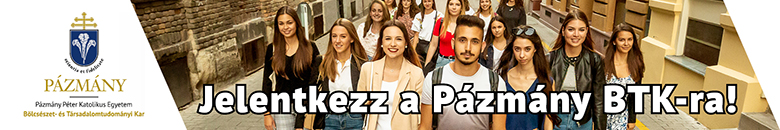 PÁZMÁNY
Pázmány Péter Katolikus Egyetem
Bölcsészet- és Társadalomtudományi Kar
Jelentkezz a Pázmány BTK-ra!